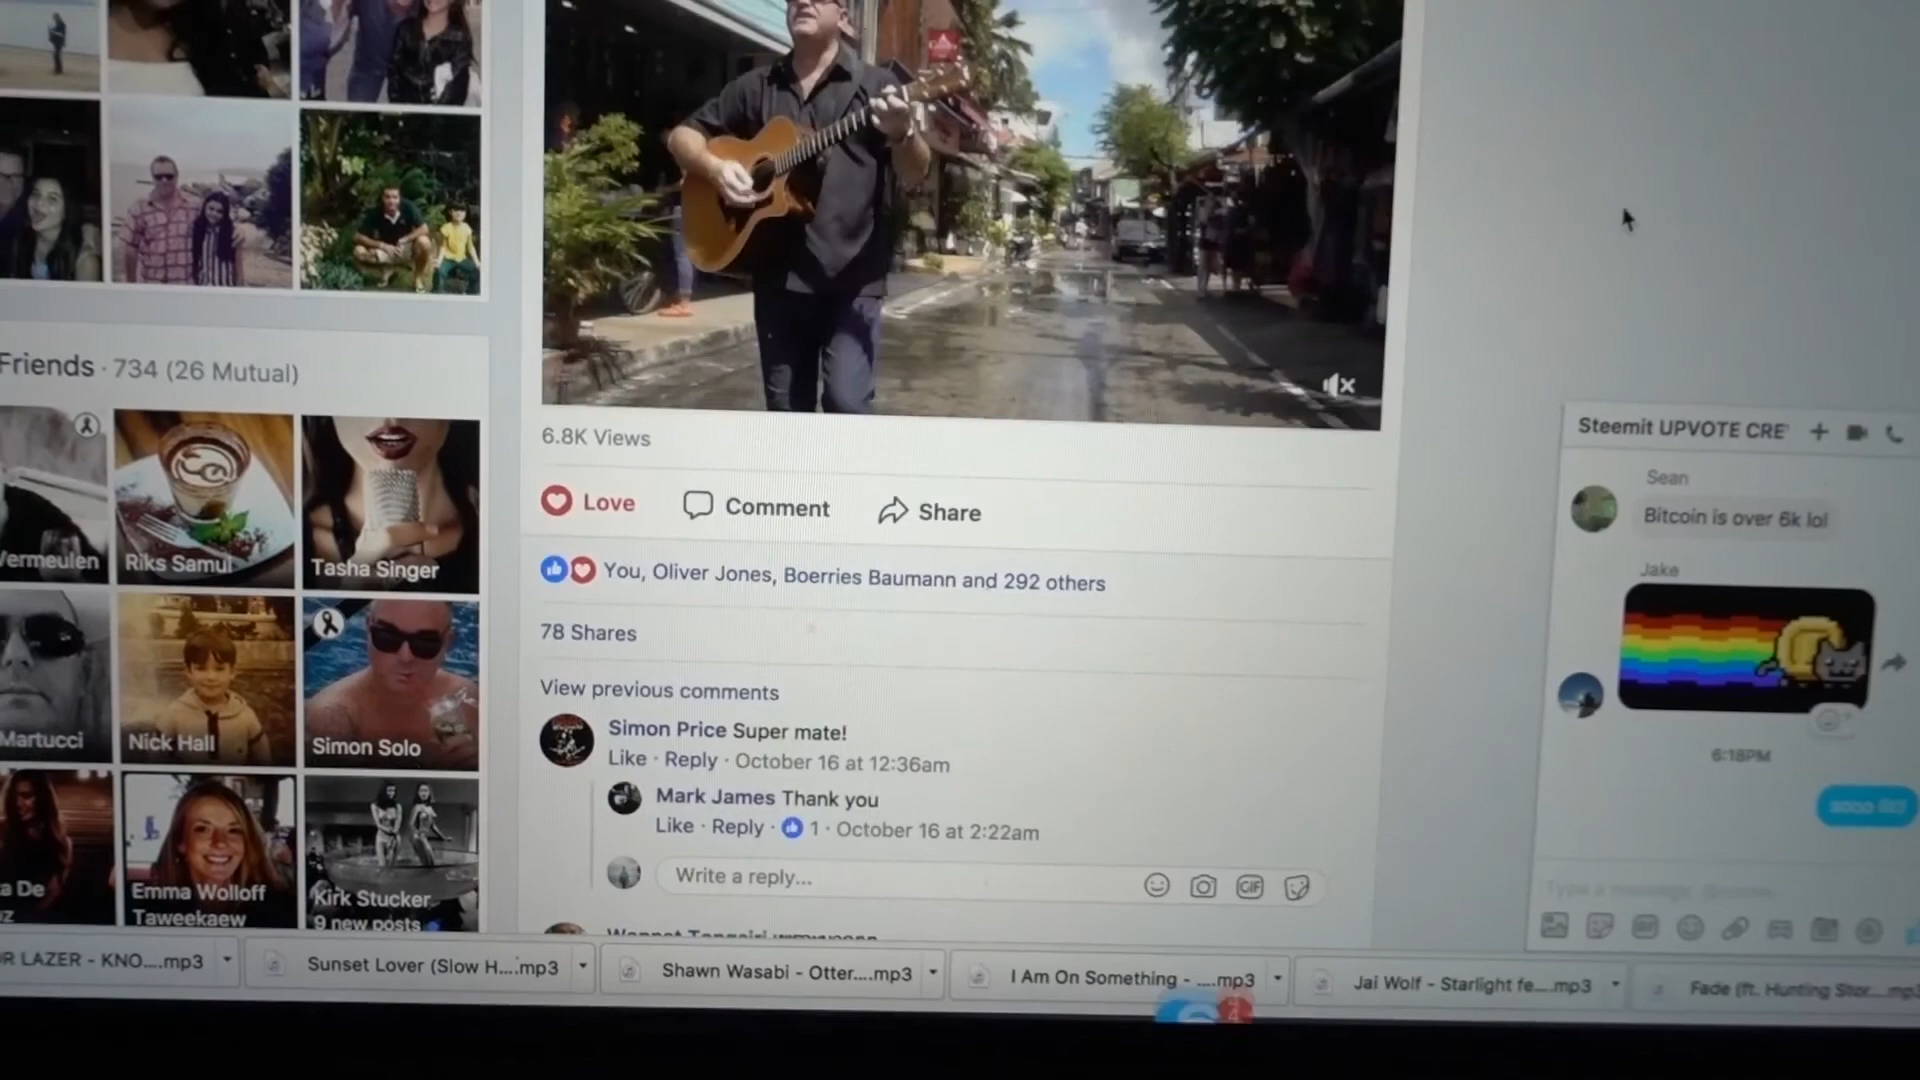 Friends · 734 (26 Mutual)
Vermeulen
Riks Samul
Tasha Singer
Martucci
Nick Hall
Simon Solo
a De
oz
Emma Wolloff
Taweekaew
Kirk Stucker
9 new posts
6.8K Views
Love
Comment
Share
You, Oliver Jones, Boerries Baumann and 292 others
78 Shares
View previous comments
Simon Price Super mate!
Like · Reply · October 16 at 12:36am
Mark James Thank you
Like · Reply · 1 · October 16 at 2:22am
Write a reply...
GIF
Steemit UPVOTE CRE
Sean
Bitcoin is over 6k lol
Jake
6:18PM
Type a message
R LAZER - KNO....mp3
Sunset Lover (Slow H....mp3
Shawn Wasabi - Otter....mp3
I Am On Something - ....mp3
Jai Wolf - Starlight fe....mp3
Fade (ft. Hunting Stor....mp3